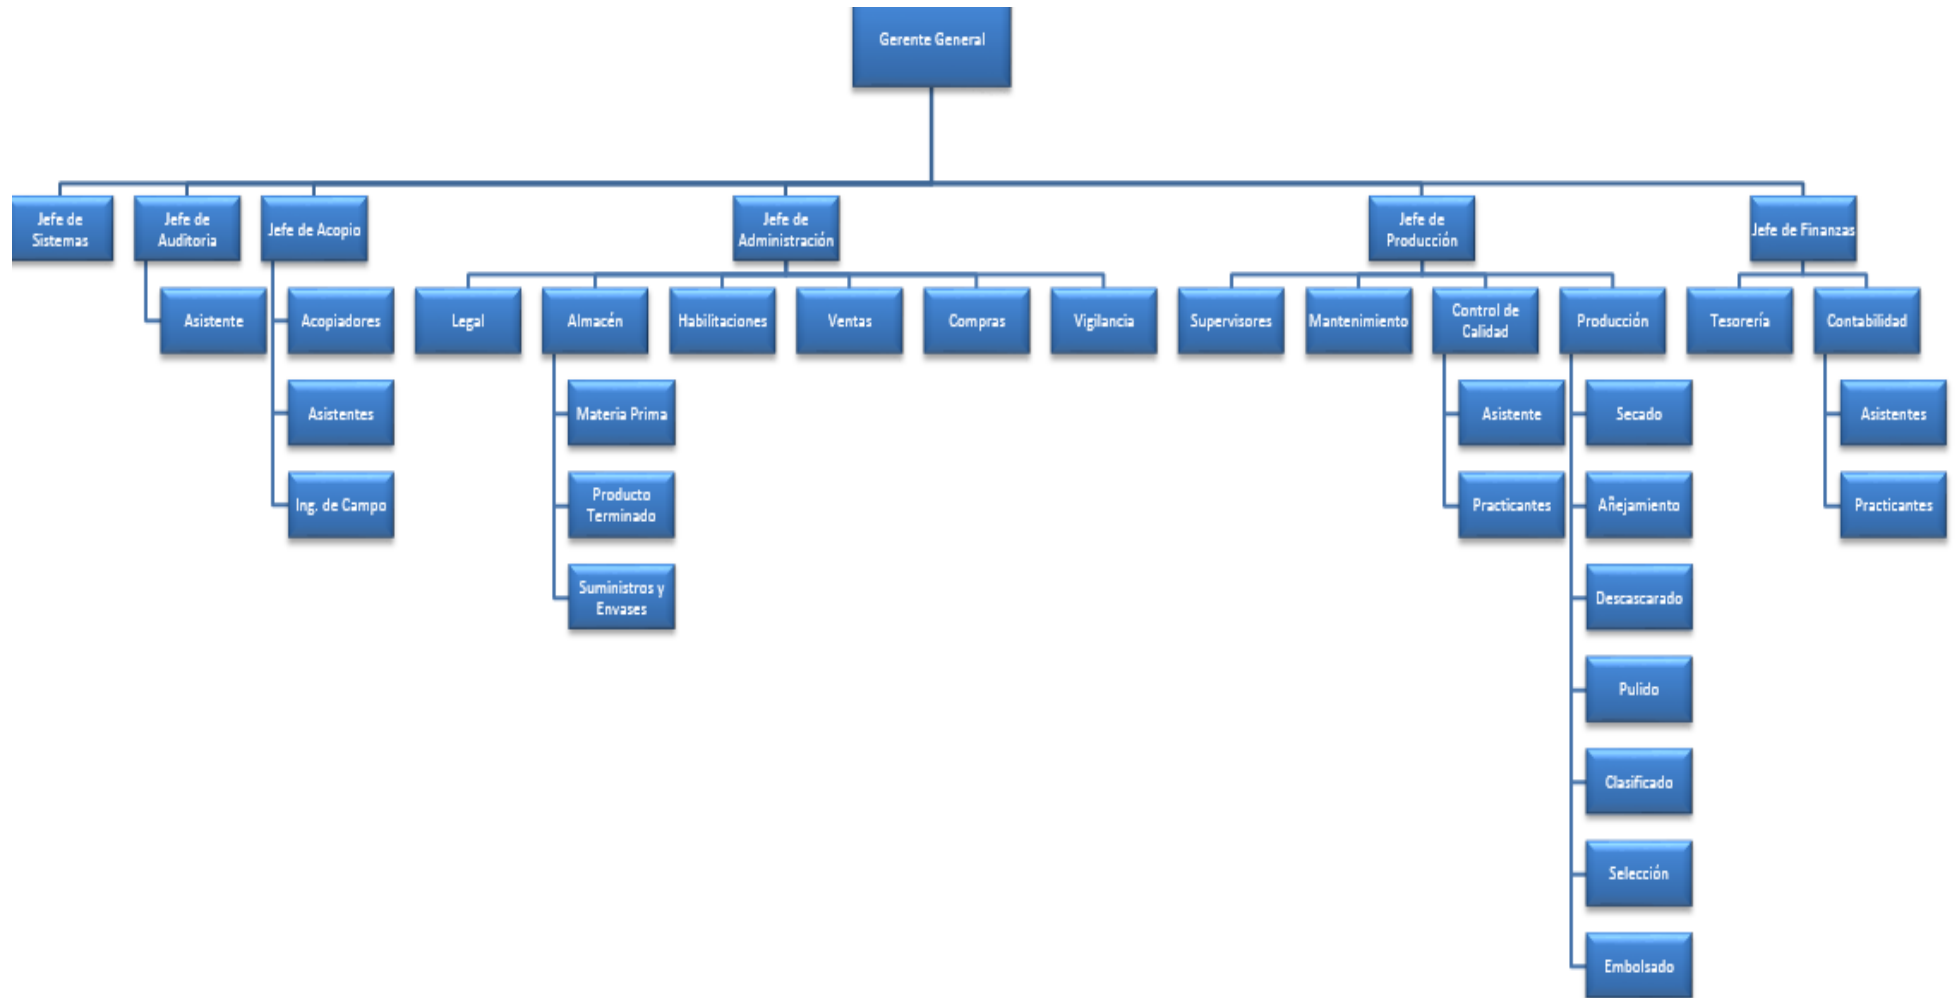 Gerente General
Jefe de
Sistemas
Jefe de
Auditoria
Jefe de Acopio
Jefe de
Administración
Jefe de
Producción
Jefe de Finanzas
Asistente
Acopiadores
Legal
Almacén
Habilitaciones
Ventas
Compras
Vigilancia
Supervisores
Mantenimiento
Control de
Calidad
Producción
Tesorería
Contabilidad
Asistentes
Materia Prima
Asistente
Secado
Asistentes
Ing. de Campo
Producto
Terminado
Practicantes
Añejamiento
Practicantes
Suministros y
Envases
Descascarado
Pulido
Clasificado
Selección
Embolsado